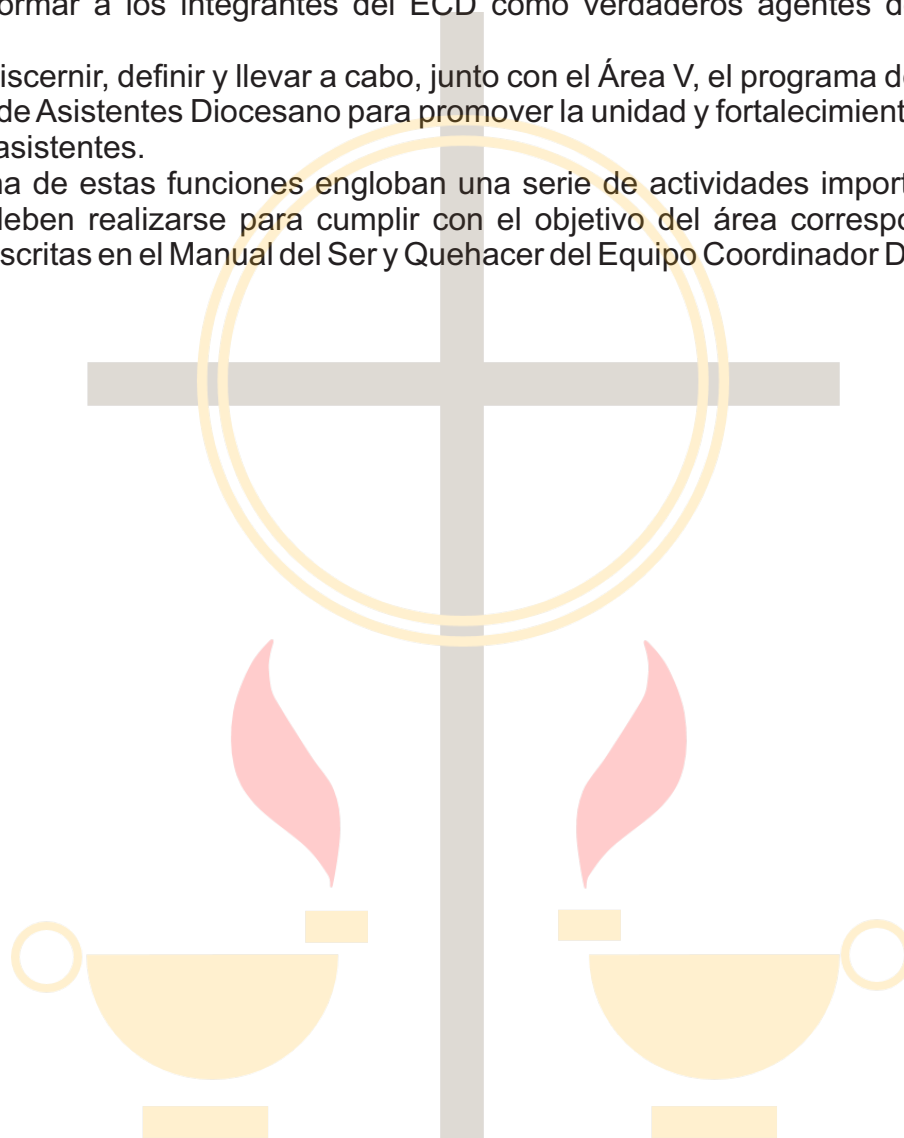 ormar a los integrantes del ECD como verdaderos agentes d
iscernir, definir y llevar a cabo, junto con el Área V, el programa d
de Asistentes Diocesano para promover la unidad y fortalecimient
asistentes.
na de estas funciones engloban una serie de actividades import
deben realizarse para cumplir con el objetivo del área correspo
scritas en el Manual del Ser y Quehacer del Equipo Coordinador D